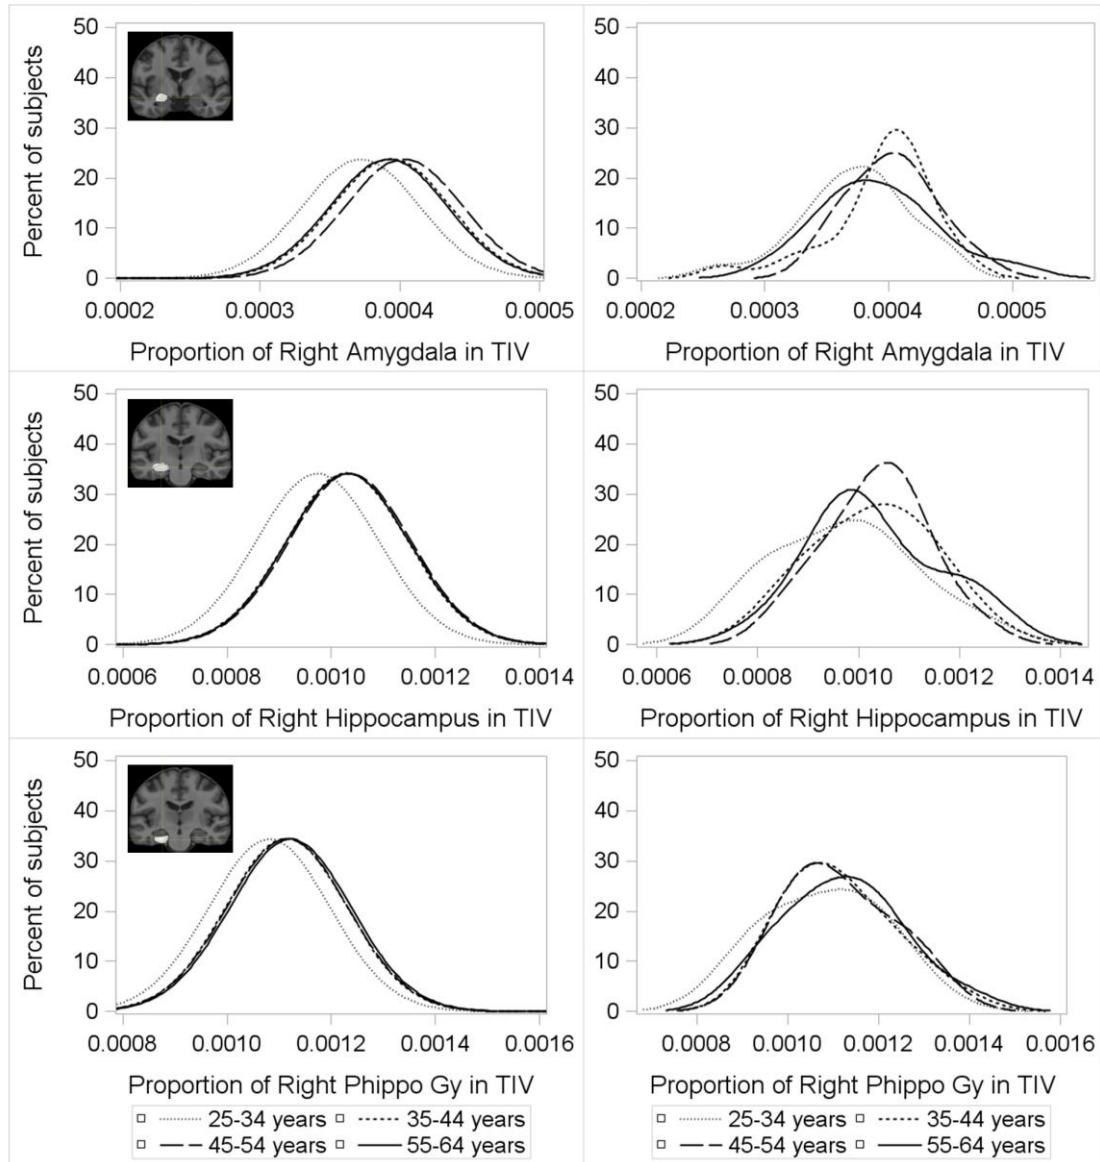 50
40
30
20
10
0
Percent of subjects
0.0002 0.0003 0.0004 0.0005
Proportion of Right Amygdala in TIV
50
40
30
20
10
0
0.0002 0.0003 0.0004 0.0005
Proportion of Right Amygdala in TIV
50
40
30
20
10
0
Percent of subjects
0.0006 0.0008 0.0010 0.0012 0.0014
Proportion of Right Hippocampus in TIV
50
40
30
20
10
0
0.0006 0.0008 0.0010 0.0012 0.0014
Proportion of Right Hippocampus in TIV
50
40
30
20
10
0
Percent of subjects
0.0008 0.0010 0.0012 0.0014 0.0016
Proportion of Right Phippo Gy in TIV
25-34 years 35-44 years
45-54 years 55-64 years
50
40
30
20
10
0
0.0008 0.0010 0.0012 0.0014 0.0016
Proportion of Right Phippo Gy in TIV
25-34 years 35-44 years
45-54 years 55-64 years